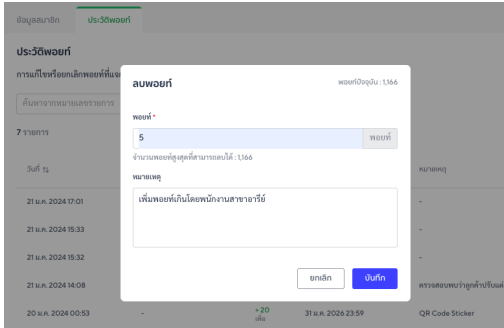 ข้อมูลสมาชิก ประวัติพอยท์
ประวัติพอยท์
การแก้ไขหรือยกเลิกพอยท์ที่แจก
ค้นหาจากหมายเลขรายการ
7 รายการ
วันที่ หมายเหตุ
21 ม.ค. 2024 17:01 -
21 ม.ค. 2024 15:33 -
21 ม.ค. 2024 15:32 -
21 ม.ค. 2024 14:08 ตรวจสอบพบว่าลูกค้าปรับแต่
20 ม.ค. 2024 00:53 - +20 31 ม.ค. 2026 23:59 QR Code Sticker
เพิ่ม
ลบพอยท์ พอยท์ปัจจุบัน : 1,166
พอยท์ *
5 พอยท์
จำนวนพอยท์สูงสุดที่สามารถลบได้ : 1,166
หมายเหตุ
เพิ่มพอยท์เกินโดยพนักงานสาขาอารีย์
ยกเลิก บันทึก